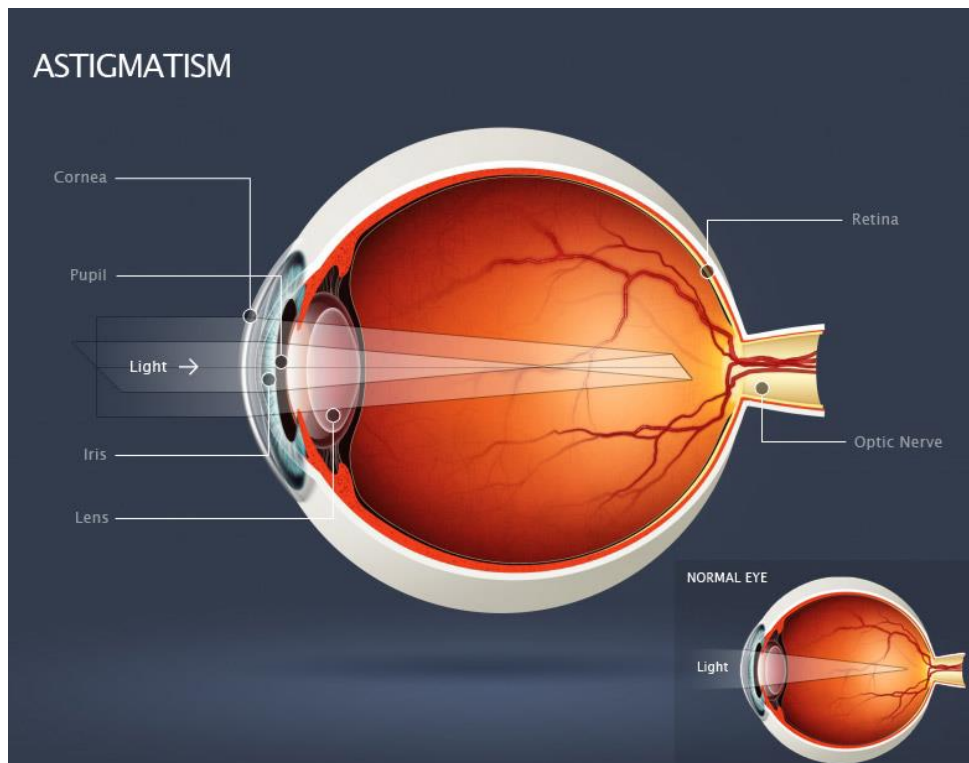 ASTIGMATISM
Cornea
Retina
Pupil
Light →
Optic Nerve
Iris
Lens
NORMAL EYE
Light